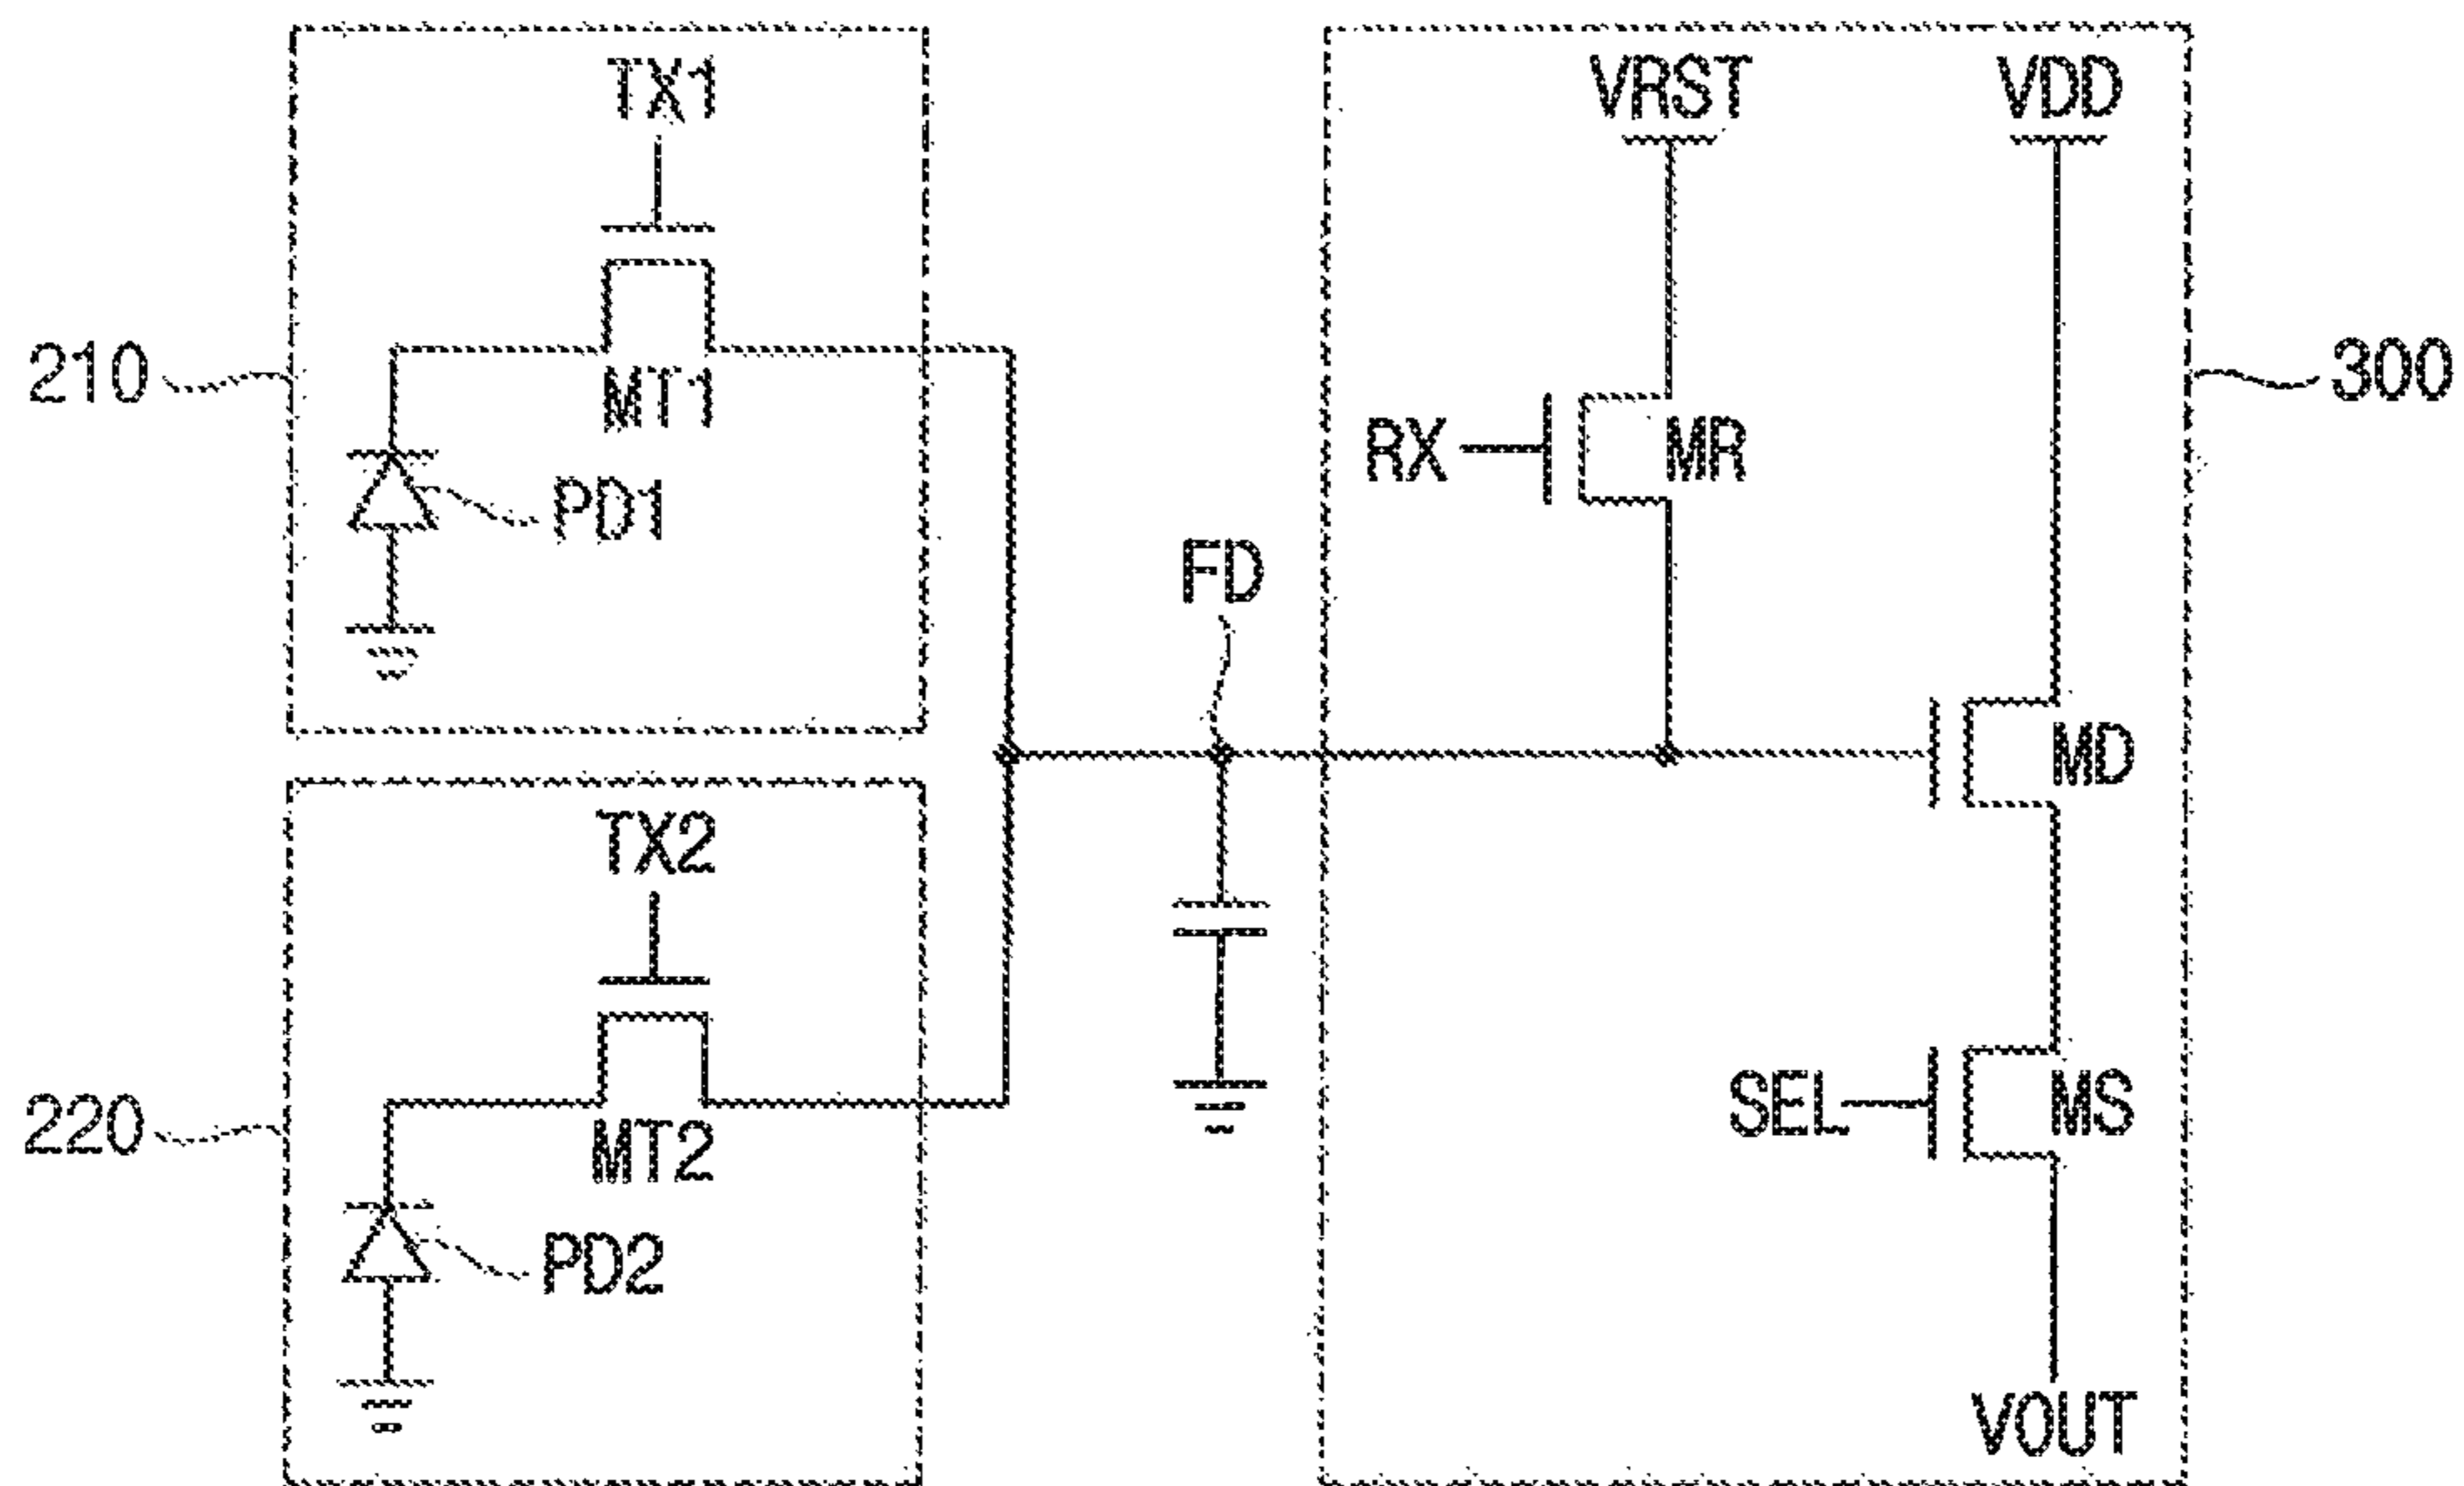 TX1
VRST
VDD
210
MT1
300
RX
MR
PD1
FD
TX2
MD
220
MT2
SEL
MS
PD2
VOUT